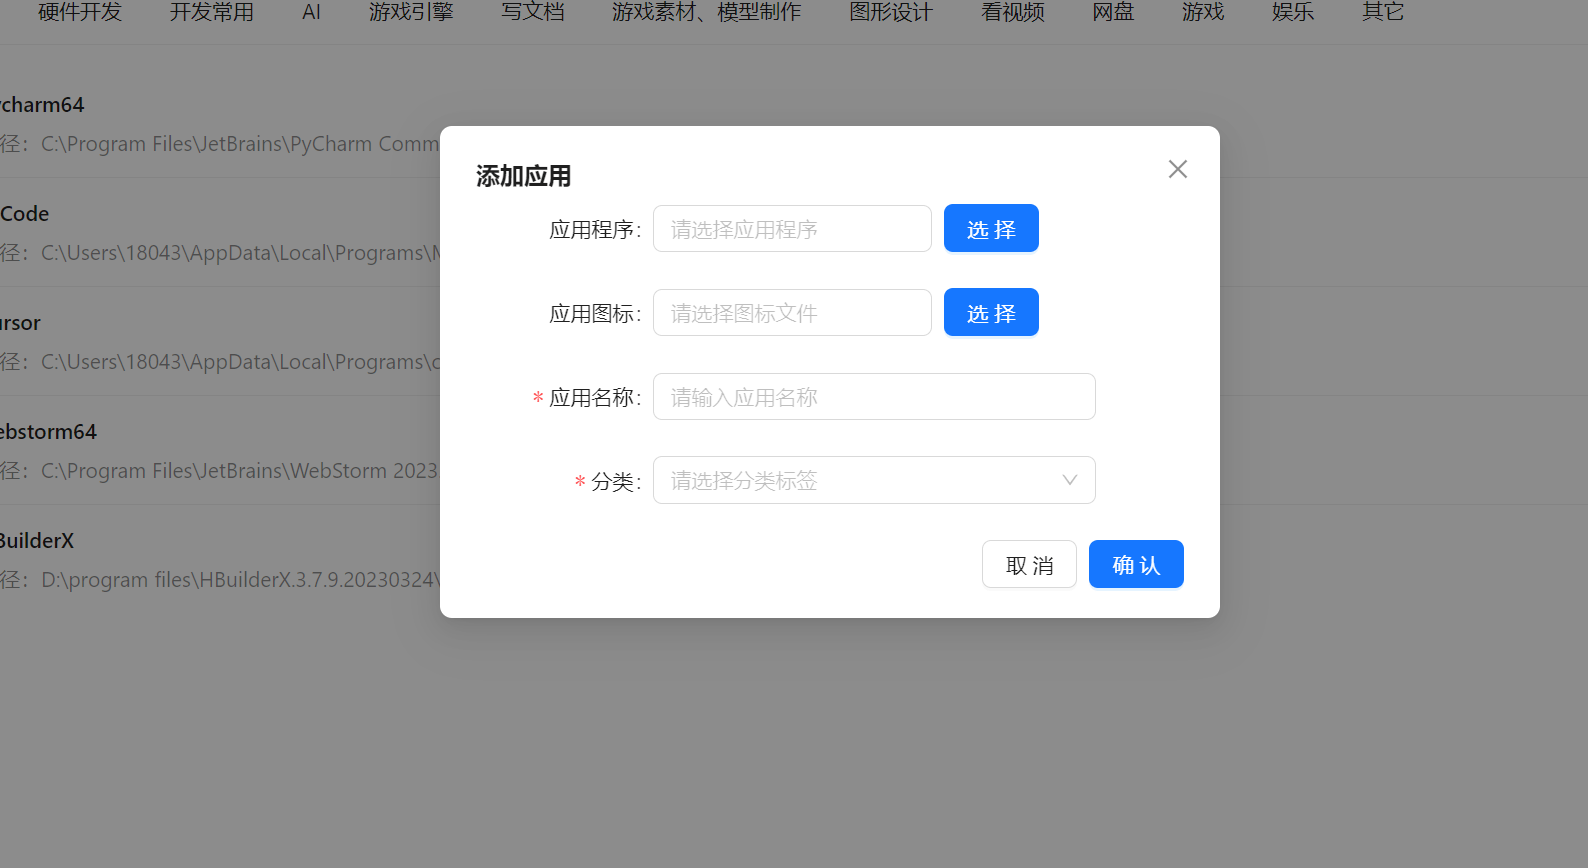 硬件开发 开发常用 AI 游戏引擎 写文档 游戏素材、模型制作 图形设计 看视频 网盘 游戏 娱乐 其它
charm64
径：C:\Program Files\JetBrains\PyCharm Comm
Code
径：C:\Users\18043\AppData\Local\Programs\M
ursor
径：C:\Users\18043\AppData\Local\Programs\c
ebstorm64
径：C:\Program Files\JetBrains\WebStorm 2023
BuilderX
径：D:\program files\HBuilderX.3.7.9.20230324\
添加应用
应用程序: 请选择应用程序 选 择
应用图标: 请选择图标文件 选 择
* 应用名称: 请输入应用名称
* 分类: 请选择分类标签
取 消 确 认